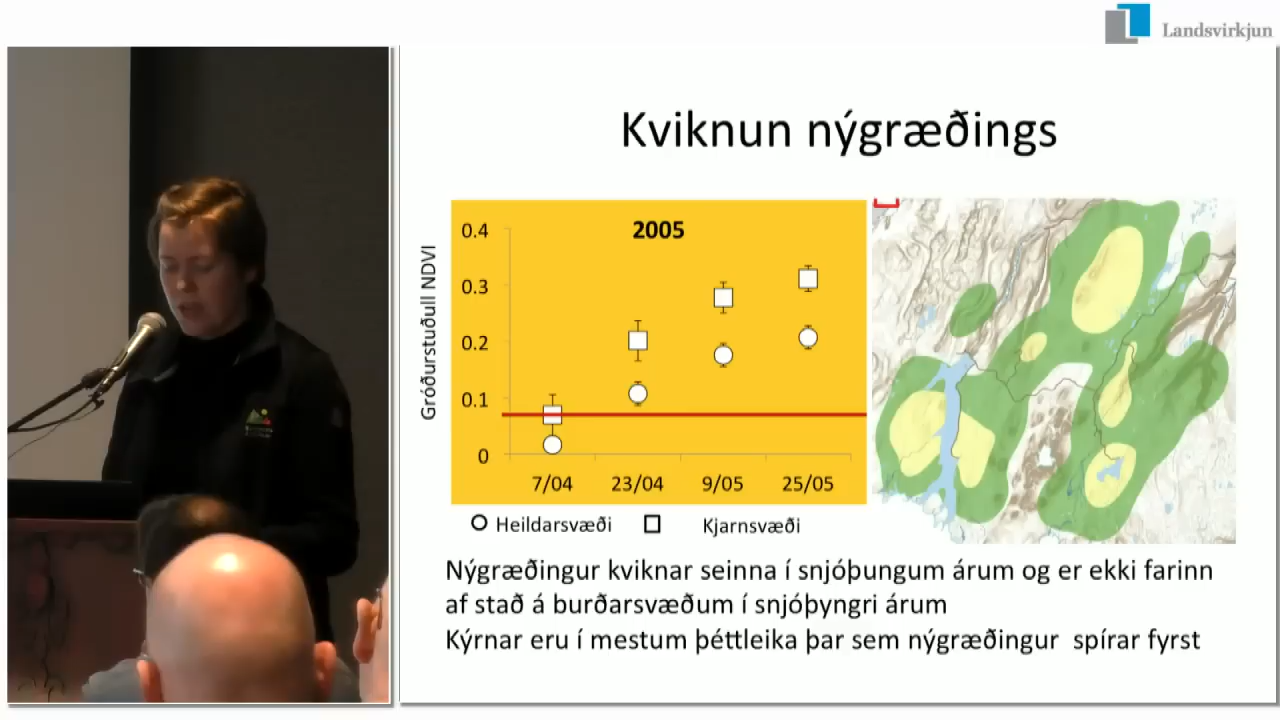 Landsvirkjun
Kviknun nýgræðings
2005
Gróðurstuðull NDVI
0.4
0.3
0.2
0.1
0
7/04 23/04 9/05 25/05
Heildarsvæði Kjarnsvæði
Nýgræðingur kviknar seinna í snjóþungum árum og er ekki farinn
af stað á burðarsvæðum í snjóþyngri árum
Kýrnar eru í mestum þéttleika þar sem nýgræðingur spírar fyrst